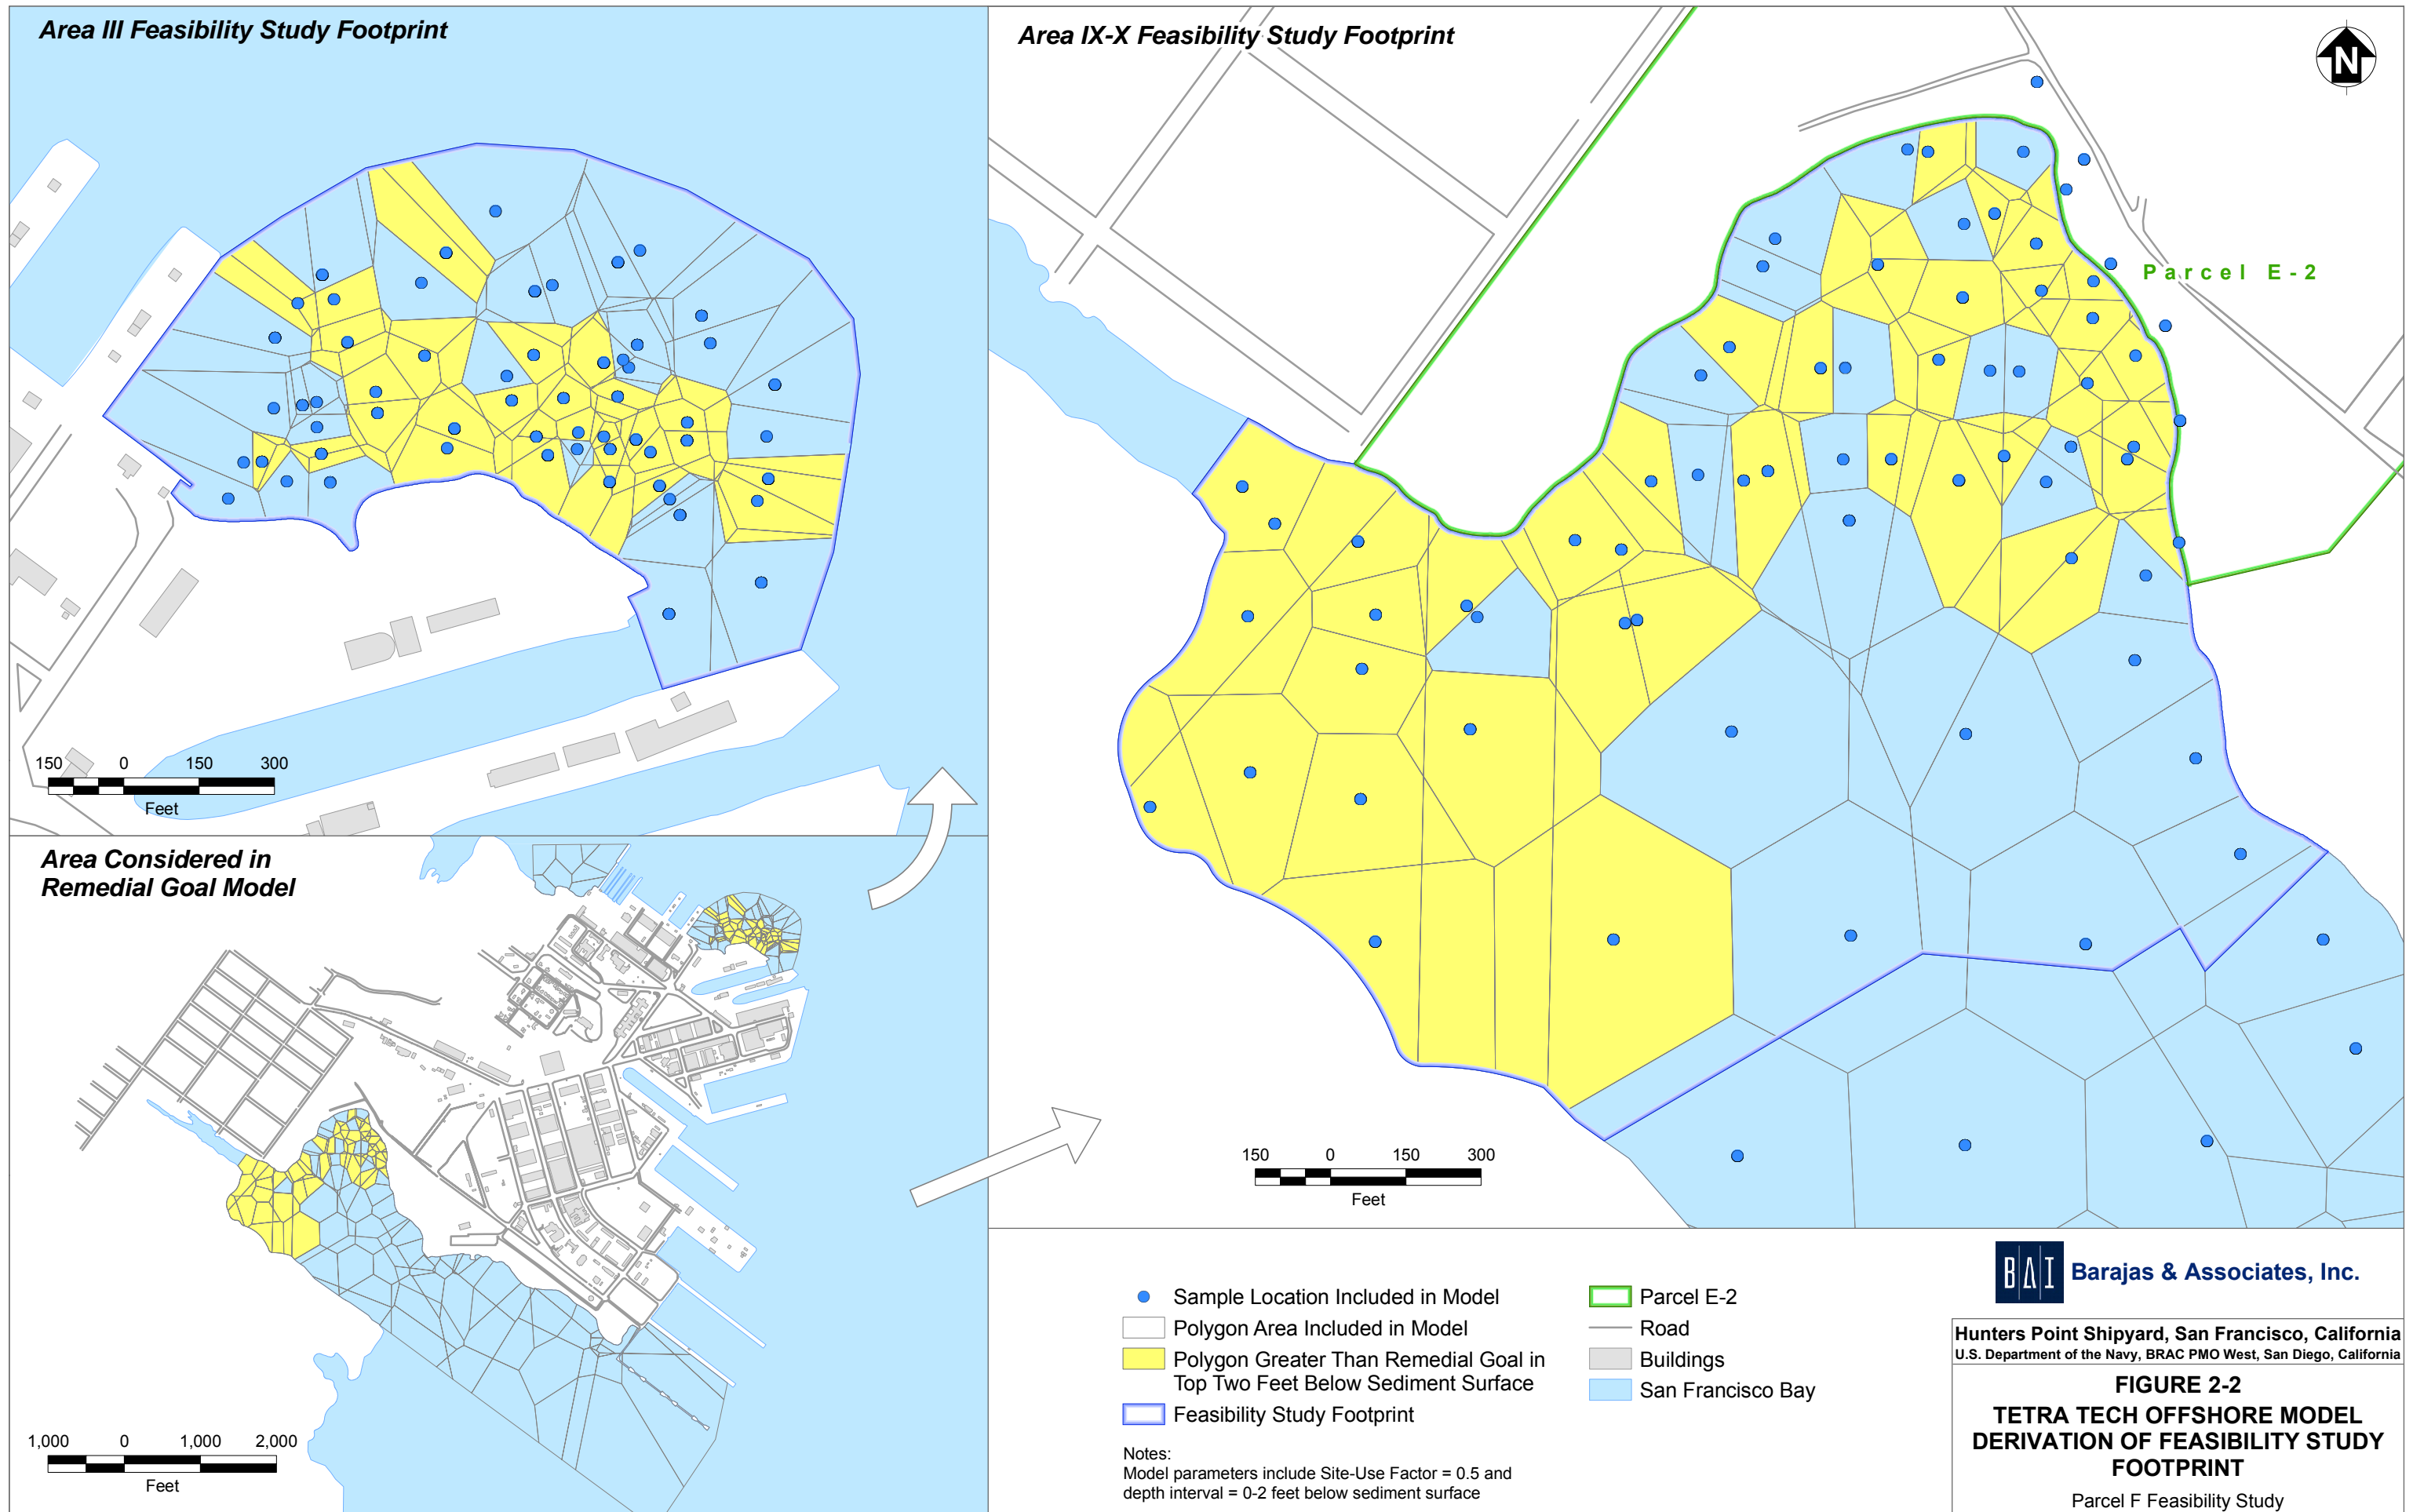 Area III Feasibility Study Footprint
150 0 150 300
Feet
Area Considered in
Remedial Goal Model
1,000 0 1,000 2,000
Feet
Area IX-X Feasibility Study Footprint
N
Parcel E-2
150 0 150 300
Feet
Sample Location Included in Model
Polygon Area Included in Model
Polygon Greater Than Remedial Goal in
Top Two Feet Below Sediment Surface
Feasibility Study Footprint
Parcel E-2
Road
Buildings
San Francisco Bay
Notes:
Model parameters include Site-Use Factor = 0.5 and
depth interval = 0-2 feet below sediment surface
BAI Barajas & Associates, Inc.
Hunters Point Shipyard, San Francisco, California
U.S. Department of the Navy, BRAC PMO West, San Diego, California
FIGURE 2-2
TETRA TECH OFFSHORE MODEL
DERIVATION OF FEASIBILITY STUDY
FOOTPRINT
Parcel F Feasibility Study